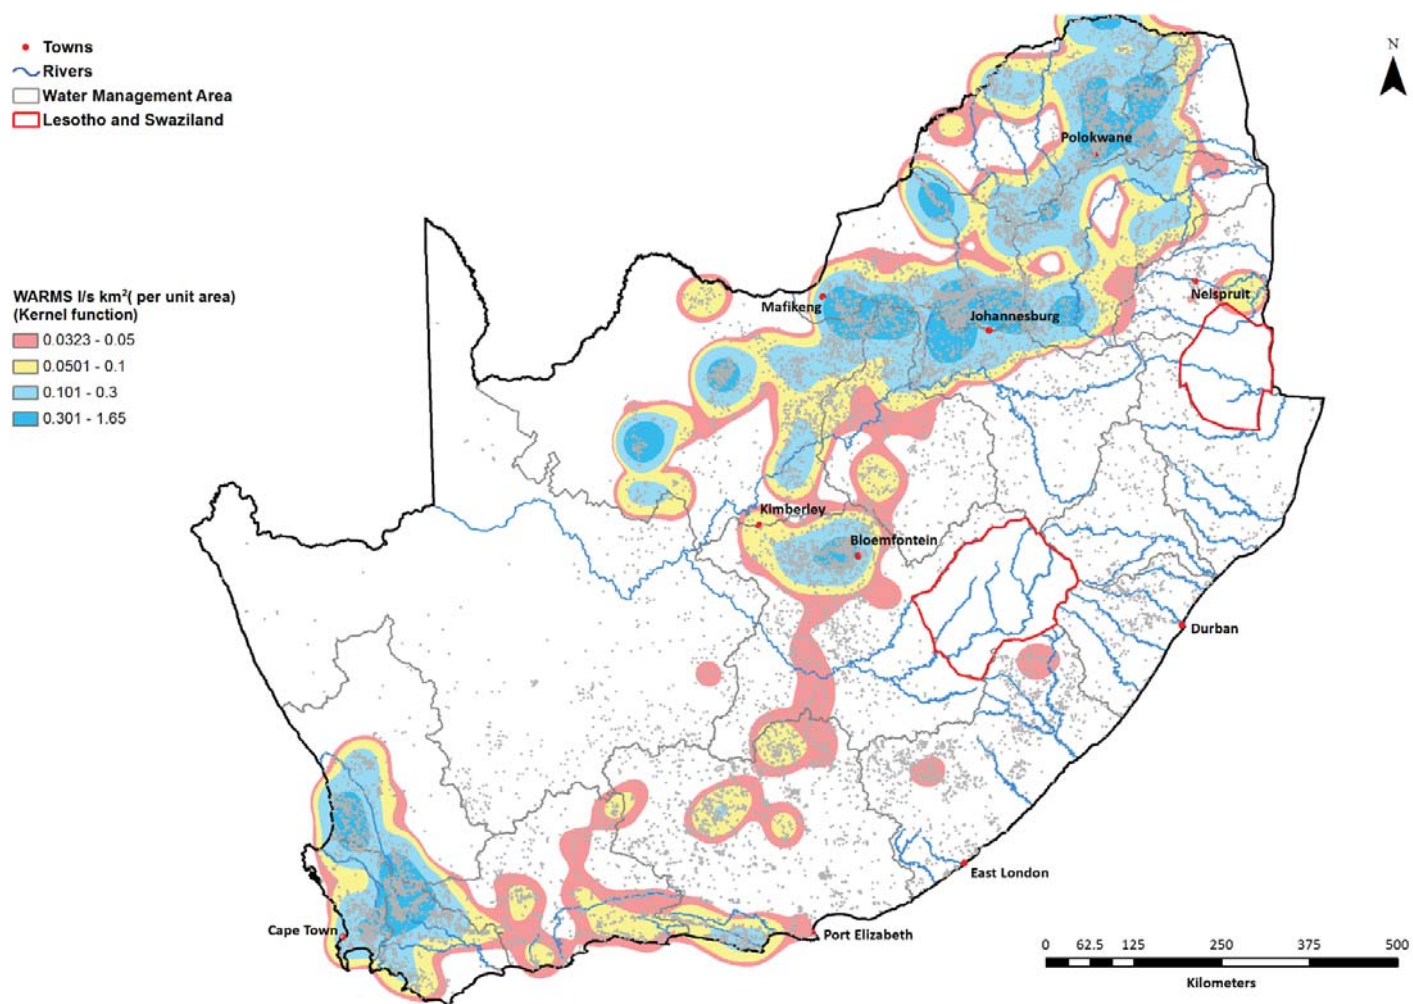 Towns
Rivers
Water Management Area
Lesotho and Swaziland
N
Polokwane
WARMS l/s km²( per unit area)
(Kernel function)
0.0323 - 0.05
0.0501 - 0.1
0.101 - 0.3
0.301 - 1.65
Nelspruit
Mafikeng
Johannesburg
Kimberley
Bloemfontein
Durban
East London
Cape Town
Port Elizabeth
0 62.5 125 250 375 500
Kilometers